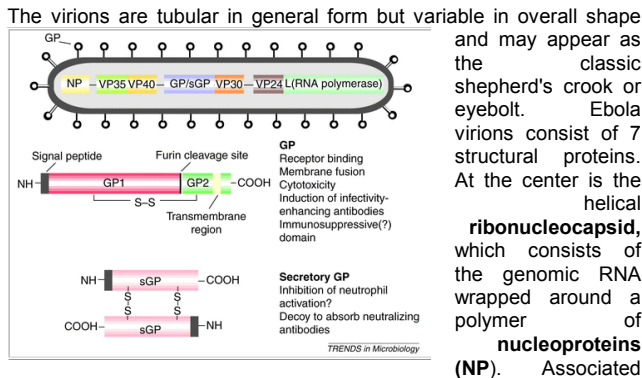 The virions are tubular in general form but variable in overall shape
and may appear as
the classic
shepherd's crook or
eyebolt. Ebola
virions consist of 7
structural proteins.
At the center is the
helical
ribonucleocapsid,
which consists of
the genomic RNA
wrapped around a
polymer of
nucleoproteins
(NP). Associated
GP
NP VP35 VP40 GP/sGP VP30 VP24 L(RNA polymerase)
Signal peptide Furin cleavage site
NH GP1 GP2 COOH
S–S
Transmembrane
region
GP
Receptor binding
Membrane fusion
Cytotoxicity
Induction of infectivity-
enhancing antibodies
Immunosuppressive(?)
domain
NH sGP COOH
S S
S S
COOH sGP NH
Secretory GP
Inhibition of neutrophil
activation?
Decoy to absorb neutralizing
antibodies
TRENDS in Microbiology